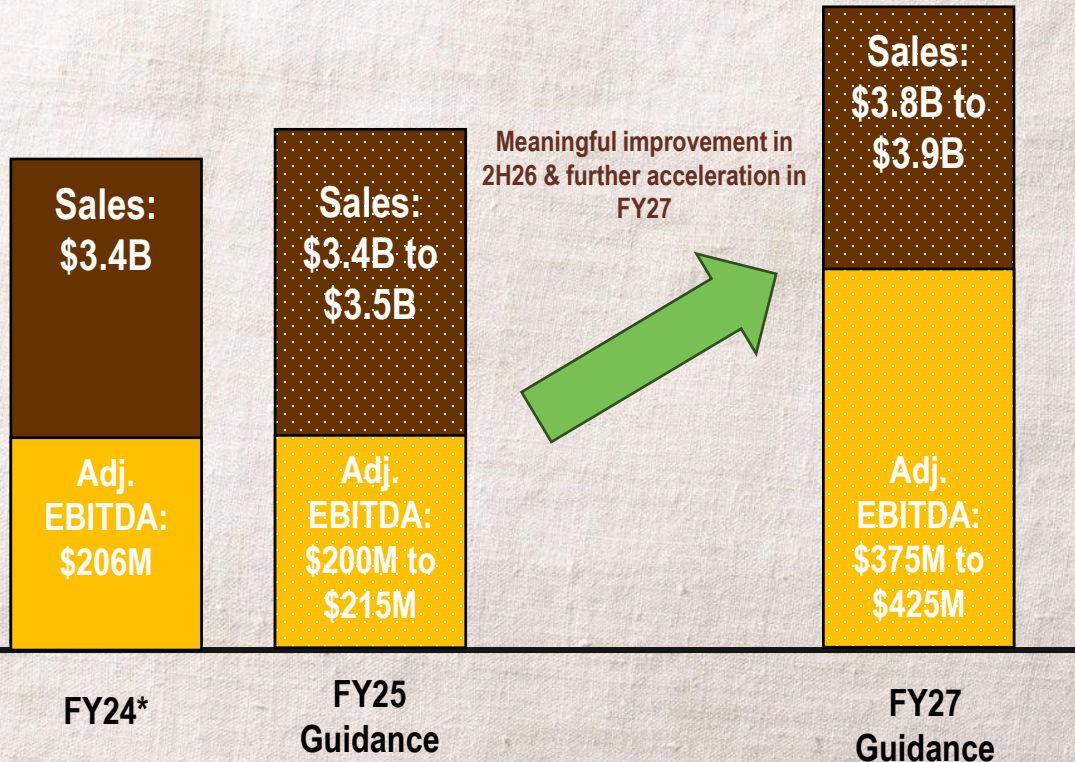 Sales:
$3.4B
Adj.
EBITDA:
$206M
FY24*
Sales:
$3.4B to
$3.5B
Adj.
EBITDA:
$200M to
$215M
FY25
Guidance
Meaningful improvement in
2H26 & further acceleration in
FY27
Sales:
$3.8B to
$3.9B
Adj.
EBITDA:
$375M to
$425M
FY27
Guidance